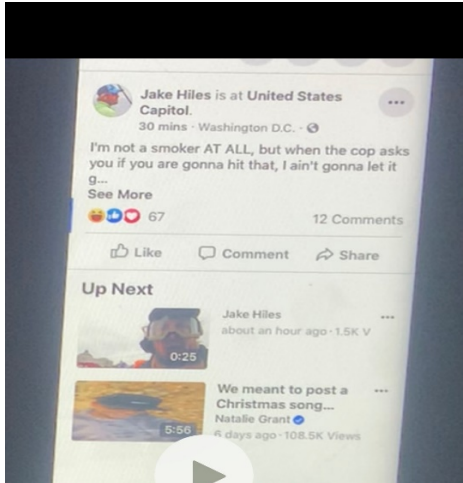 Jake Hiles is at United States
Capitol.
30 mins · Washington D.C. ·
I'm not a smoker AT ALL, but when the cop asks
you if you are gonna hit that, I ain't gonna let it
g...
See More
67
12 Comments
Like
Comment
Share
Up Next
Jake Hiles
about an hour ago · 1.5K V
0:25
We meant to post a
Christmas song...
Natalie Grant
6 days ago · 108.5K Views
5:56